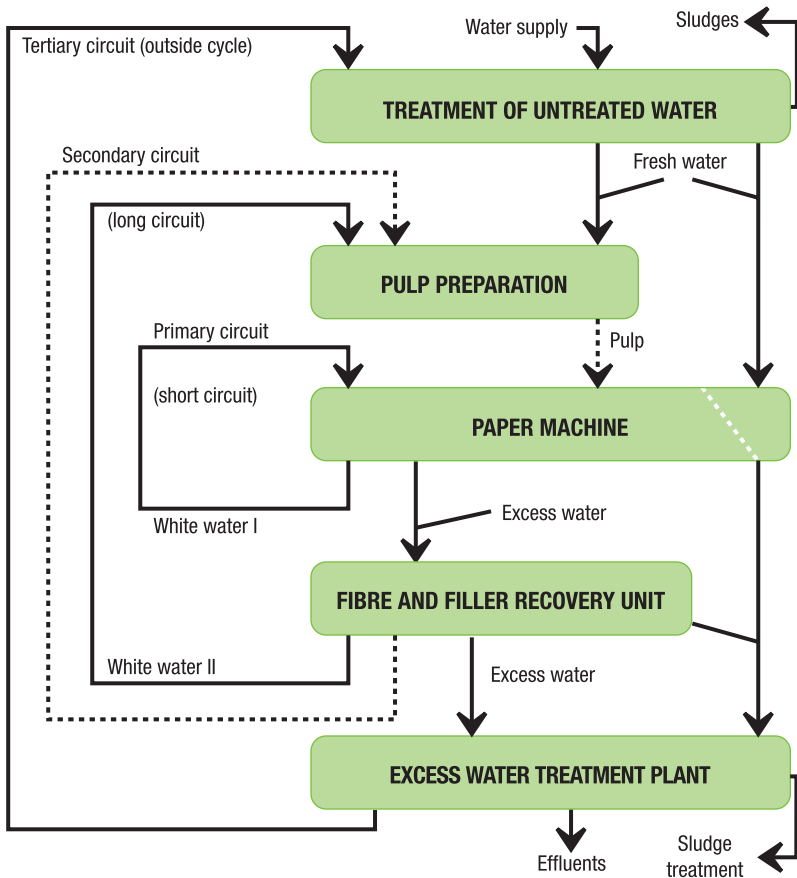 Sludges
Water supply
Tertiary circuit (outside cycle)
TREATMENT OF UNTREATED WATER
Secondary circuit
Fresh water
(long circuit)
PULP PREPARATION
Primary circuit
Pulp
(short circuit)
PAPER MACHINE
Excess water
White water I
FIBRE AND FILLER RECOVERY UNIT
White water II
Excess water
EXCESS WATER TREATMENT PLANT
Effluents
Sludge
treatment